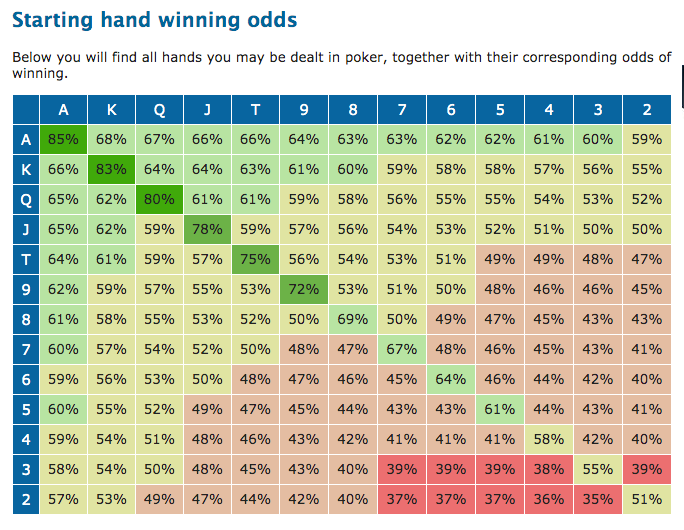 Starting hand winning odds
Below you will find all hands you may be dealt in poker, together with their corresponding odds of
winning.
A K Q J T 9 8 7 6 5 4 3 2
A 85% 68% 67% 66% 66% 64% 63% 63% 62% 62% 61% 60% 59%
K 66% 83% 64% 64% 63% 61% 60% 59% 58% 58% 57% 56% 55%
Q 65% 62% 80% 61% 61% 59% 58% 56% 55% 55% 54% 53% 52%
J 65% 62% 59% 78% 59% 57% 56% 54% 53% 52% 51% 50% 50%
T 64% 61% 59% 57% 75% 56% 54% 53% 51% 49% 49% 48% 47%
9 62% 59% 57% 55% 53% 72% 53% 51% 50% 48% 46% 46% 45%
8 61% 58% 55% 53% 52% 50% 69% 50% 49% 47% 45% 43% 43%
7 60% 57% 54% 52% 50% 48% 47% 67% 48% 46% 45% 43% 41%
6 59% 56% 53% 50% 48% 47% 46% 45% 64% 46% 44% 42% 40%
5 60% 55% 52% 49% 47% 45% 44% 43% 43% 61% 44% 43% 41%
4 59% 54% 51% 48% 46% 43% 42% 41% 41% 41% 58% 42% 40%
3 58% 54% 50% 48% 45% 43% 40% 39% 39% 39% 38% 55% 39%
2 57% 53% 49% 47% 44% 42% 40% 37% 37% 37% 36% 35% 51%